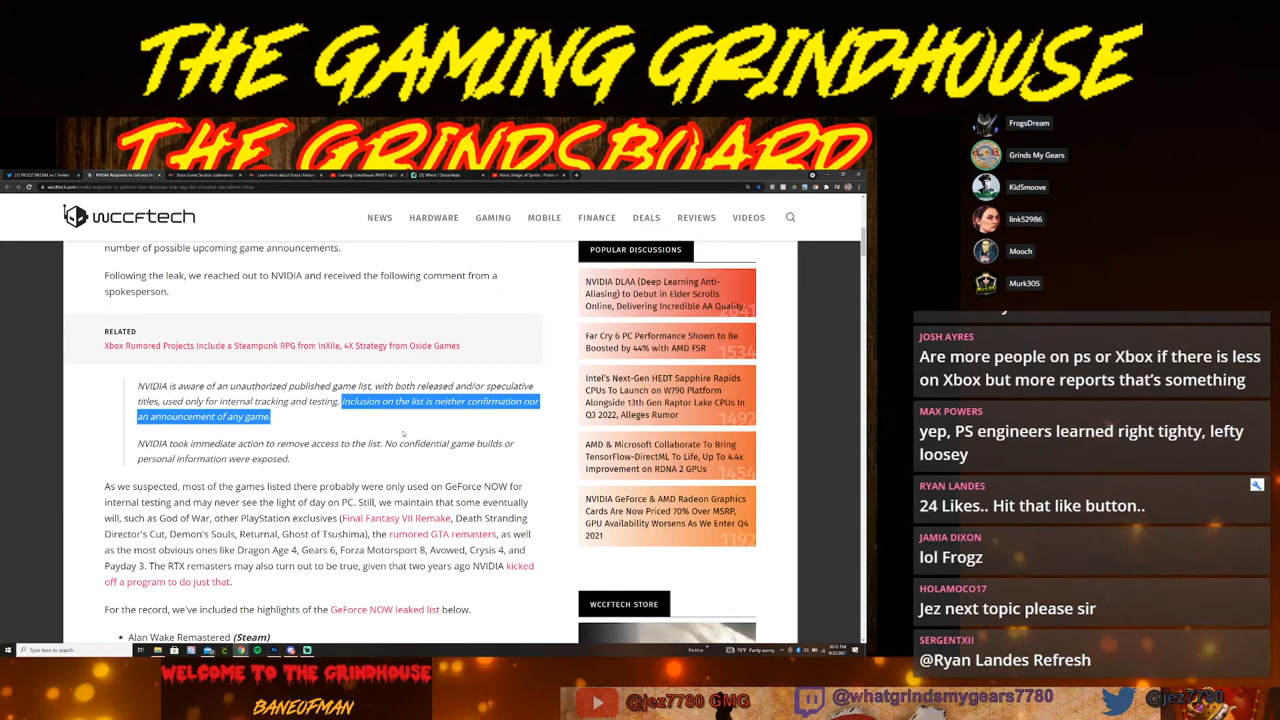 THE GAMING GRINDHOUSE
THE GRINDSBOARD
FrogsDream
Grinds My Gears
KidSmoove
link52986
Mooch
Murk305
WCCFTECH
NEWS
HARDWARE
GAMING
MOBILE
FINANCE
DEALS
REVIEWS
VIDEOS
number of possible upcoming game announcements.
Following the leak, we reached out to NVIDIA and received the following comment from a
spokesperson.
RELATED
Xbox Rumored Projects Include a Steampunk RPG from InXile, 4X Strategy from Oxide Games
NVIDIA is aware of an unauthorized published game list, with both released and/or speculative
titles, used only for internal tracking and testing. Inclusion on the list is neither confirmation nor
an announcement of any game.
NVIDIA took immediate action to remove access to the list. No confidential game builds or
personal information were exposed.
As we suspected, most of the games listed there probably were only used on GeForce NOW for
internal testing and may never see the light of day on PC. Still, we maintain that some eventually
will, such as God of War, other PlayStation exclusives (Final Fantasy VII Remake, Death Stranding
Director's Cut, Demon's Souls, Returnal, Ghost of Tsushima), the rumored GTA remasters, as well
as the most obvious ones like Dragon Age 4, Gears 6, Forza Motorsport 8, Avowed, Crysis 4, and
Payday 3. The RTX remasters may also turn out to be true, given that two years ago NVIDIA kicked
off a program to do just that.
For the record, we've included the highlights of the GeForce NOW leaked list below.
• Alan Wake Remastered (Steam)
POPULAR DISCUSSIONS
NVIDIA DLAA (Deep Learning Anti-
Aliasing) to Debut in Elder Scrolls
Online, Delivering Incredible AA Quality
Far Cry 6 PC Performance Shown to Be
Boosted by 44% with AMD FSR
1534
Intel's Next-Gen HEDT Sapphire Rapids
CPUs To Launch on W790 Platform
Alongside 13th Gen Raptor Lake CPUs In
Q3 2022, Alleges Rumor
1492
AMD & Microsoft Collaborate To Bring
TensorFlow-DirectML To Life, Up To 4.4x
Improvement on RDNA 2 GPUs
1454
NVIDIA GeForce & AMD Radeon Graphics
Cards Are Now Priced 70% Over MSRP,
GPU Availability Worsens As We Enter Q4
2021
1192
WCCFTECH STORE
JOSH AYRES
Are more people on ps or Xbox if there is less
on Xbox but more reports that's something
MAX POWERS
yep, PS engineers learned right tighty, lefty
loosey
RYAN LANDES
24 Likes.. Hit that like button..
JAMIA DIXON
lol Frogz
HOLAMOCO17
Jez next topic please sir
SERGENTXII
@Ryan Landes Refresh
Type here to search
Desktop
Partly sunny
WELCOME TO THE GRINDHOUSE
BANEOFMAN
@jez7780 GMG
@whatgrindsmygears7780
@jez7780